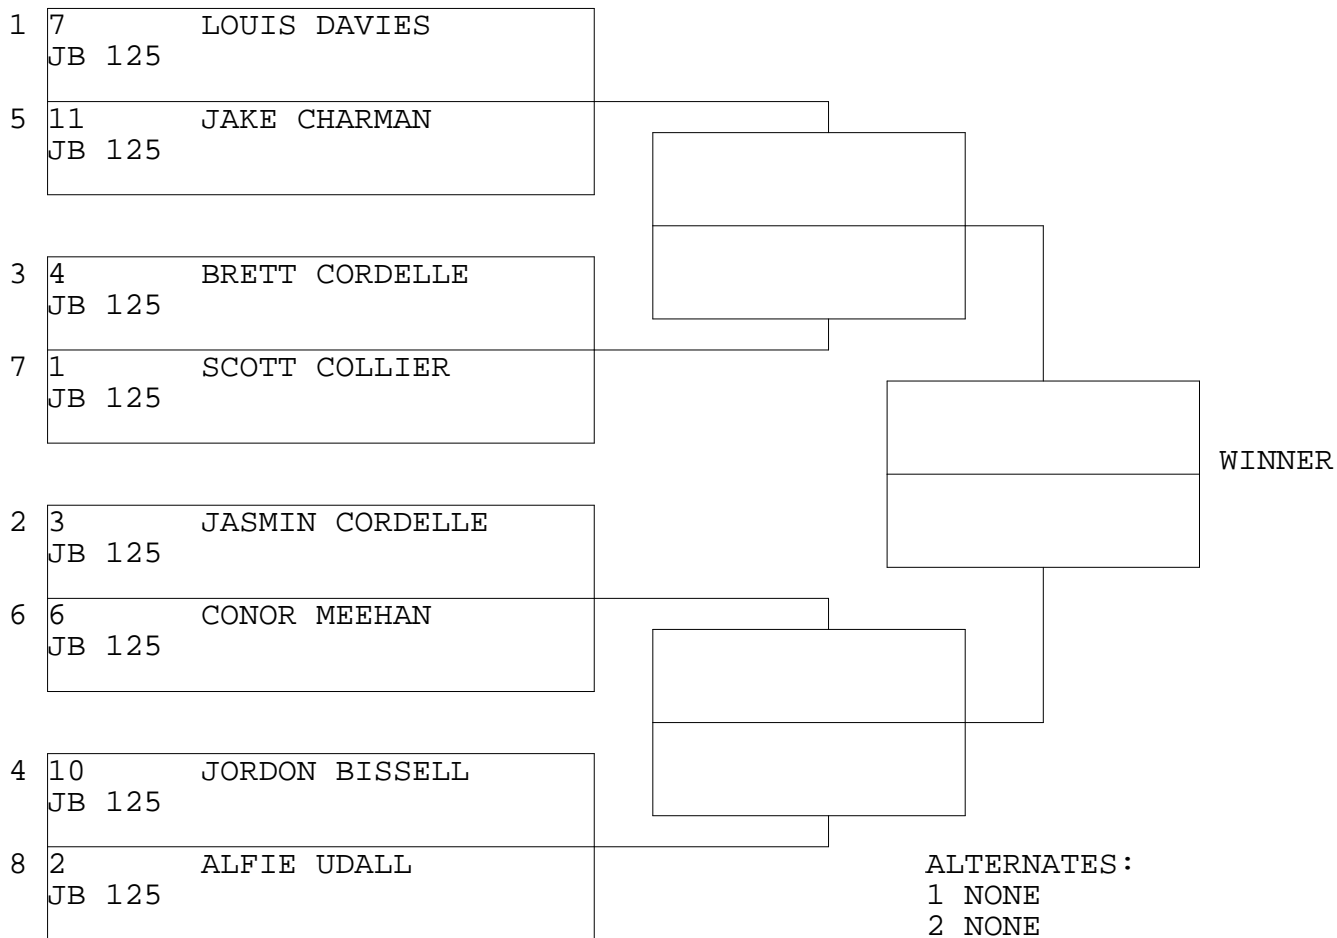 1 7 LOUIS DAVIES
JB 125
5 11 JAKE CHARMAN
JB 125
3 4 BRETT CORDELLE
JB 125
7 1 SCOTT COLLIER
JB 125
WINNER
2 3 JASMIN CORDELLE
JB 125
6 6 CONOR MEEHAN
JB 125
4 10 JORDON BISSELL
JB 125
8 2 ALFIE UDALL
JB 125
ALTERNATES:
1 NONE
2 NONE